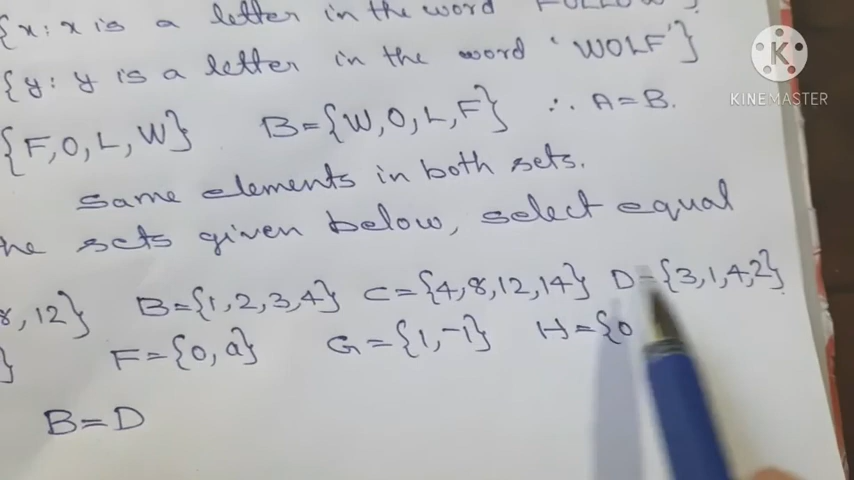 {x: x is a letter in the word FOLLOW'}
{y: y is a letter in the word 'WOLF'}
{F, O, L, W} B={W, O, L, F} ∴ A=B.
Same elements in both sets.
sets given below, select equal
, 12} B={1, 2, 3, 4} C={4, 8, 12, 14} D={3, 1, 4, 2}
} F={0, a} G={1, -1} H={0
B=D
K
KINEMASTER